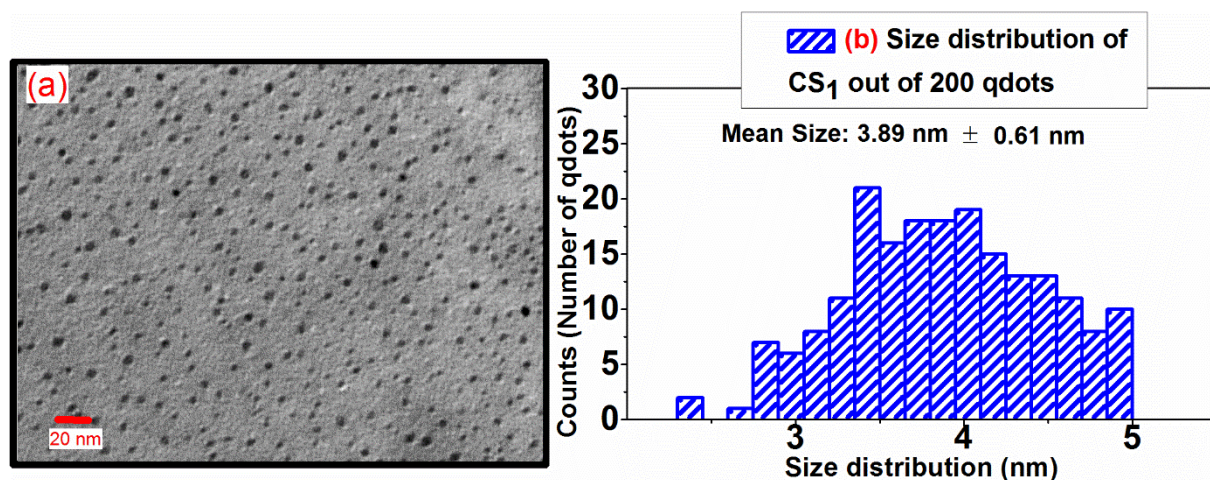 (a)
20 nm
(b) Size distribution of
CS1 out of 200 qdots
Mean Size: 3.89 nm ± 0.61 nm
Counts (Number of qdots)
30
25
20
15
10
5
0
3 4 5
Size distribution (nm)